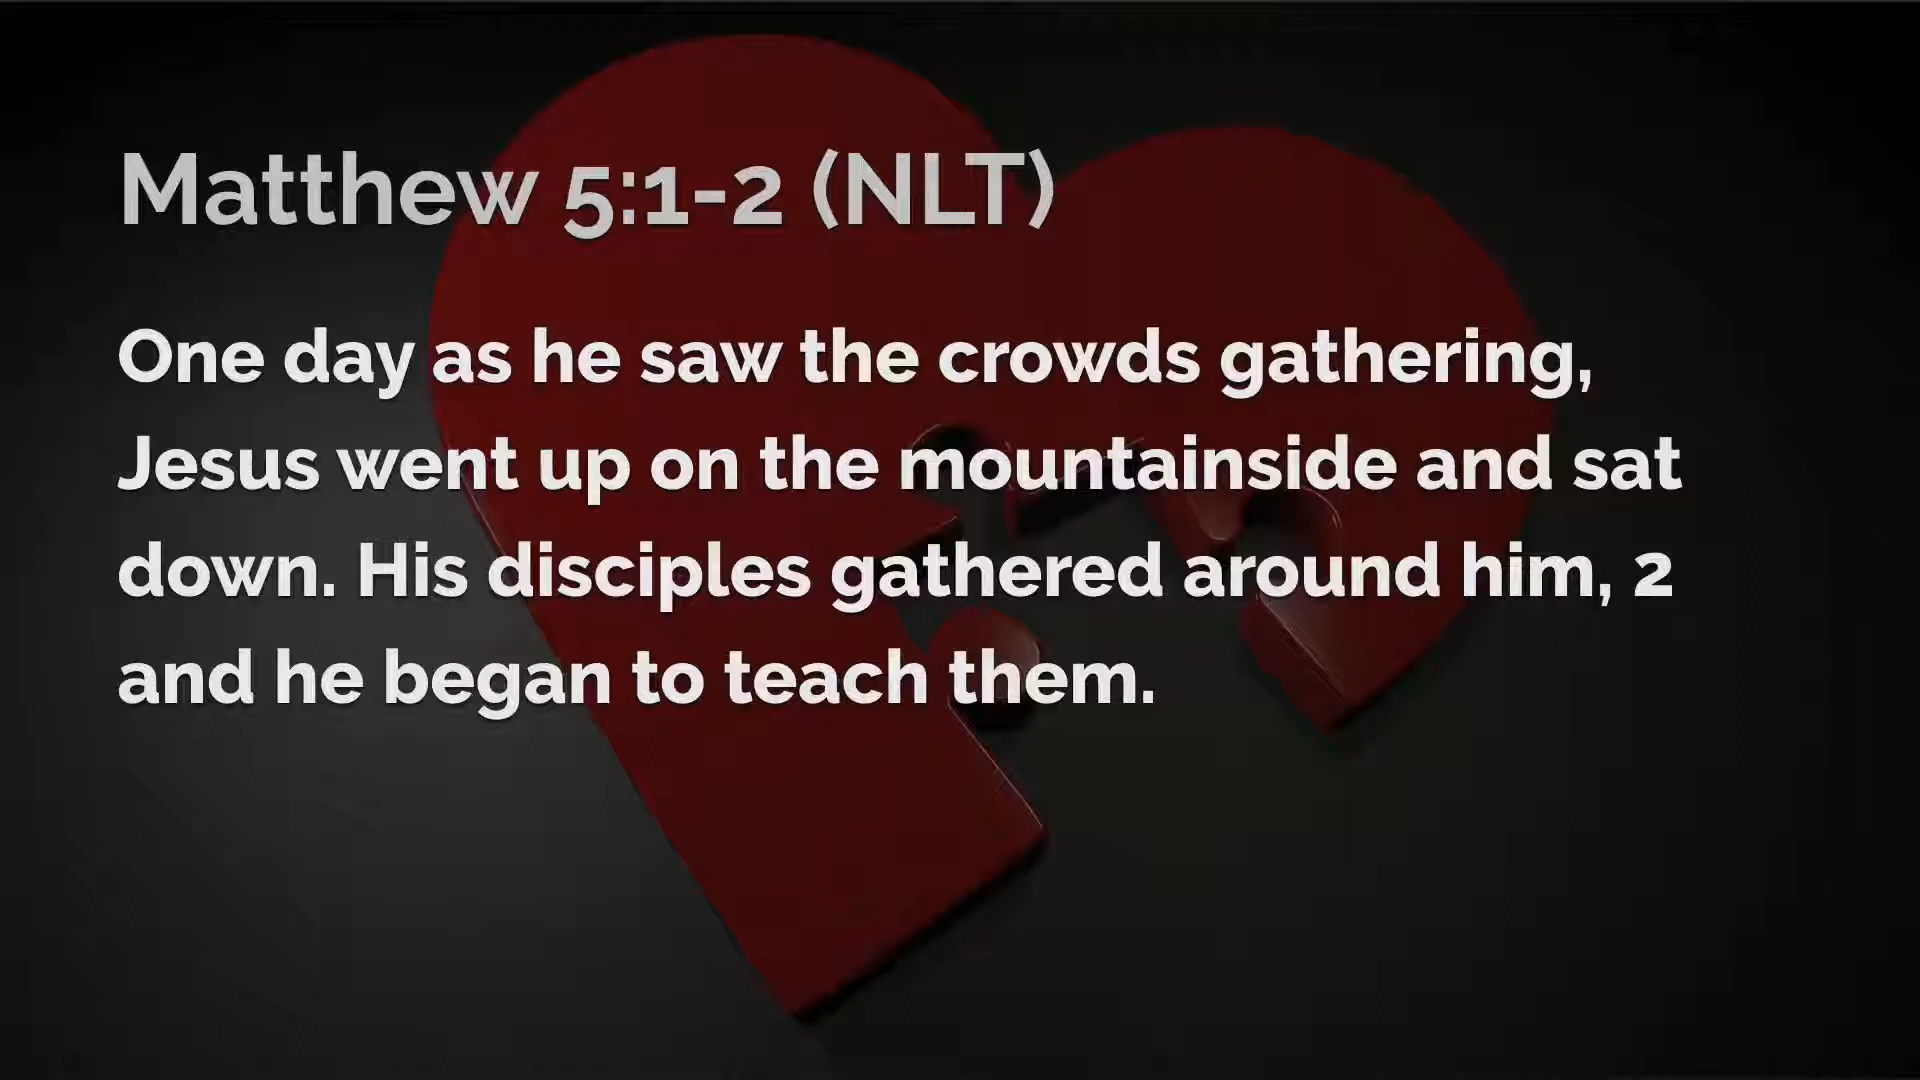 Matthew 5:1-2 (NLT)
One day as he saw the crowds gathering,
Jesus went up on the mountainside and sat
down. His disciples gathered around him, 2
and he began to teach them.